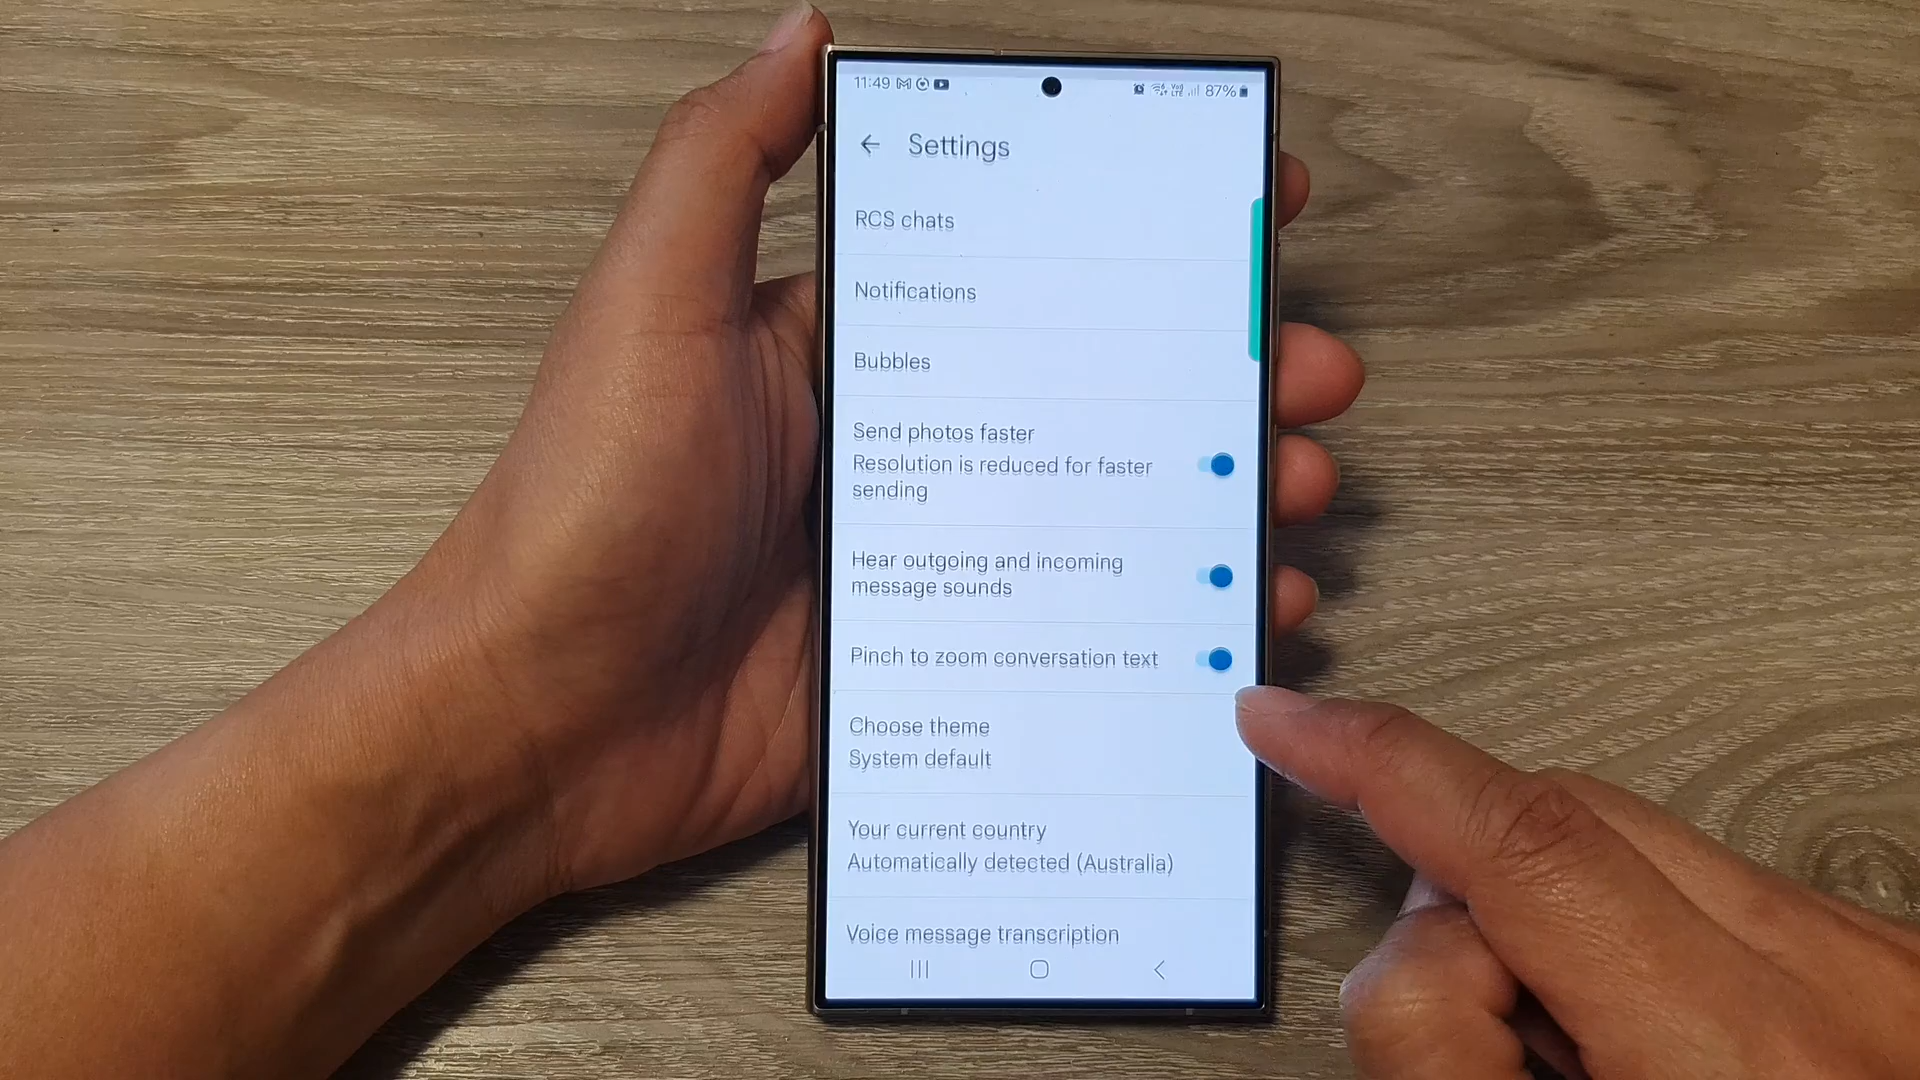 11:49 87%
Settings
RCS chats
Notifications
Bubbles
Send photos faster
Resolution is reduced for faster
sending
Hear outgoing and incoming
message sounds
Pinch to zoom conversation text
Choose theme
System default
Your current country
Automatically detected (Australia)
Voice message transcription